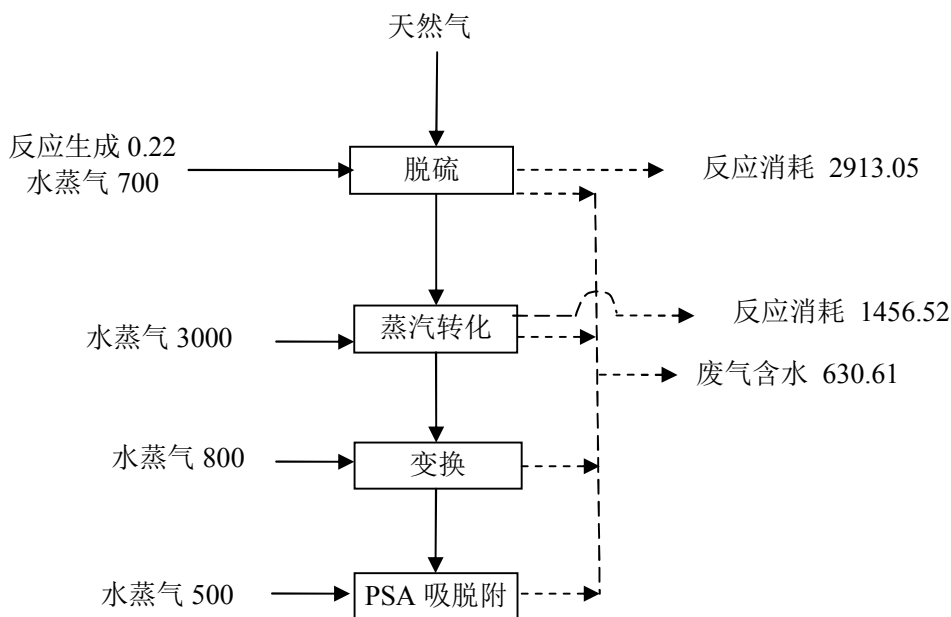 天然气
反应生成 0.22
水蒸气 700
脱硫
反应消耗 2913.05
水蒸气 3000
蒸汽转化
反应消耗 1456.52
废气含水 630.61
水蒸气 800
变换
水蒸气 500
PSA 吸脱附